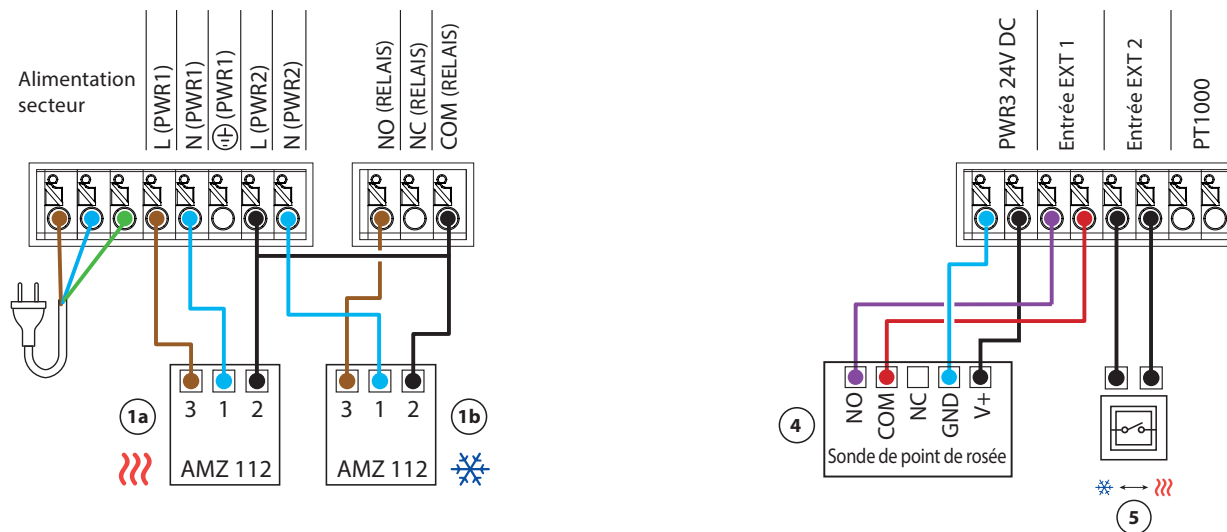 Alimentation
secteur
L (PWR1)
N (PWR1)
⏚ (PWR1)
L (PWR2)
N (PWR2)
NO (RELAIS)
NC (RELAIS)
COM (RELAIS)
3 1 2
1a
AMZ 112
3 1 2
1b
AMZ 112
PWR3 24V DC
Entrée EXT 1
Entrée EXT 2
PT1000
4
NO
COM
NC
GND
V+
Sonde de point de rosée
5